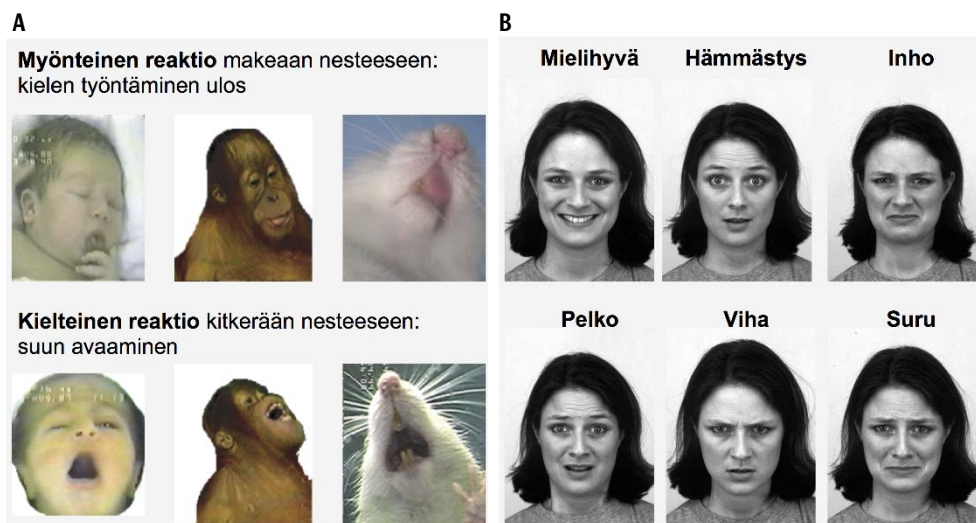 A
Myönteinen reaktio makeaan nesteeseen:
kielen työntäminen ulos
Kielteinen reaktio kitkerään nesteeseen:
suun avaaminen
B
Mielihyvä
Hämmästys
Inho
Pelko
Viha
Suru